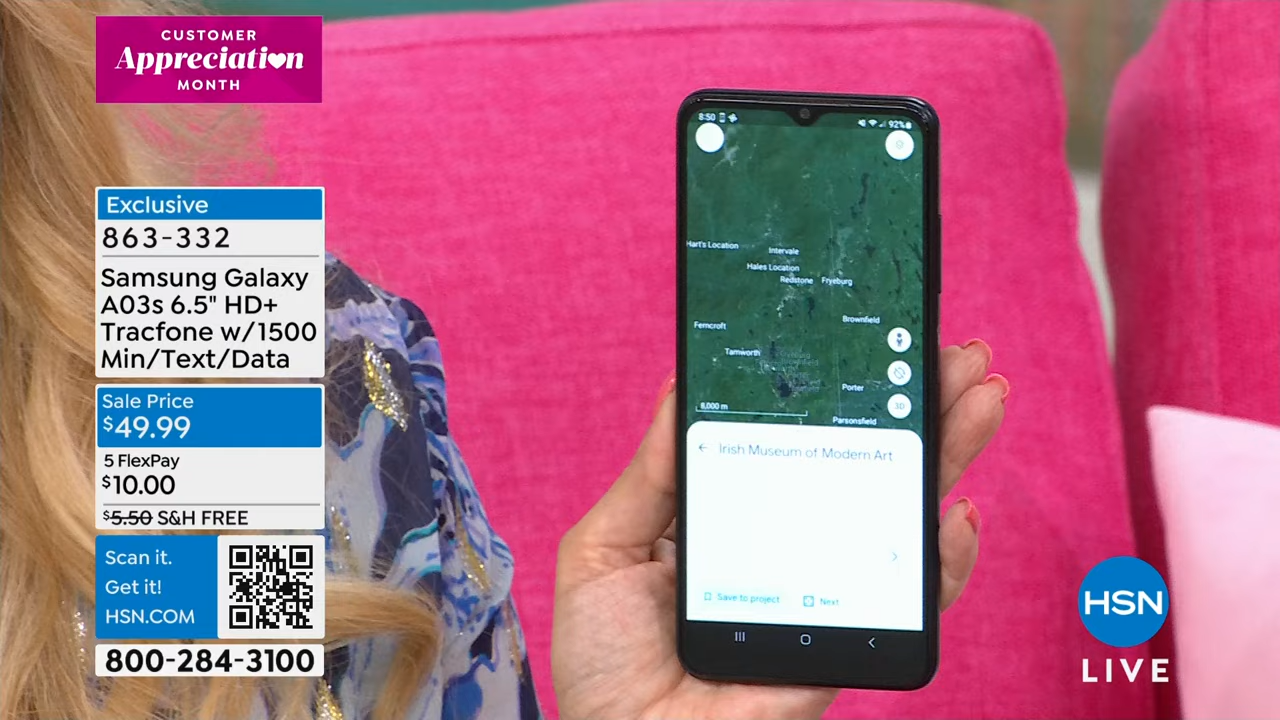 CUSTOMER
Appreciation
MONTH
Exclusive
863-332
Samsung Galaxy
A03s 6.5" HD+
Tracfone w/1500
Min/Text/Data
Sale Price
$49.99
5 FlexPay
$10.00
$5.50 S&H FREE
Scan it.
Get it!
HSN.COM
800-284-3100
8:50
92%
Hart's Location
Intervale
Hales Location
Redstone
Fryeburg
Brownfield
Ferncroft
Tamworth
Porter
8,000 m
3D
Parsonsfield
Irish Museum of Modern Art
Save to project
Next
HSN
LIVE